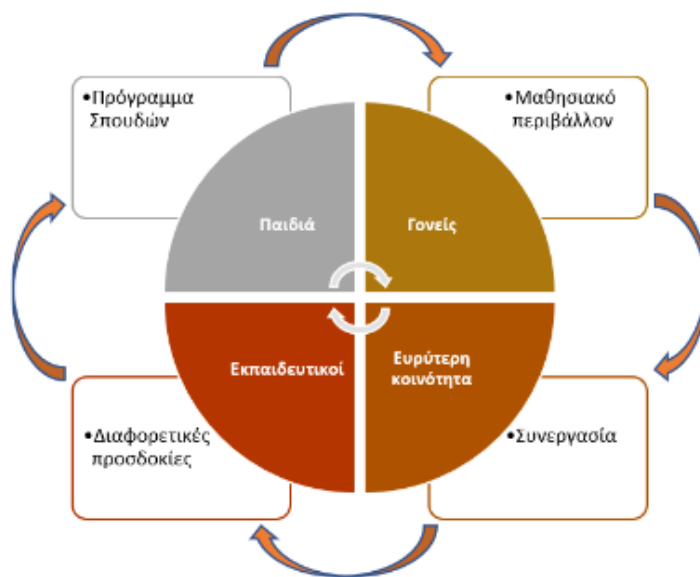 •Πρόγραμμα
Σπουδών
•Μαθησιακό
περιβάλλον
Παιδιά
Γονείς
Εκπαιδευτικοί
Ευρύτερη
κοινότητα
•Διαφορετικές
προσδοκίες
•Συνεργασία